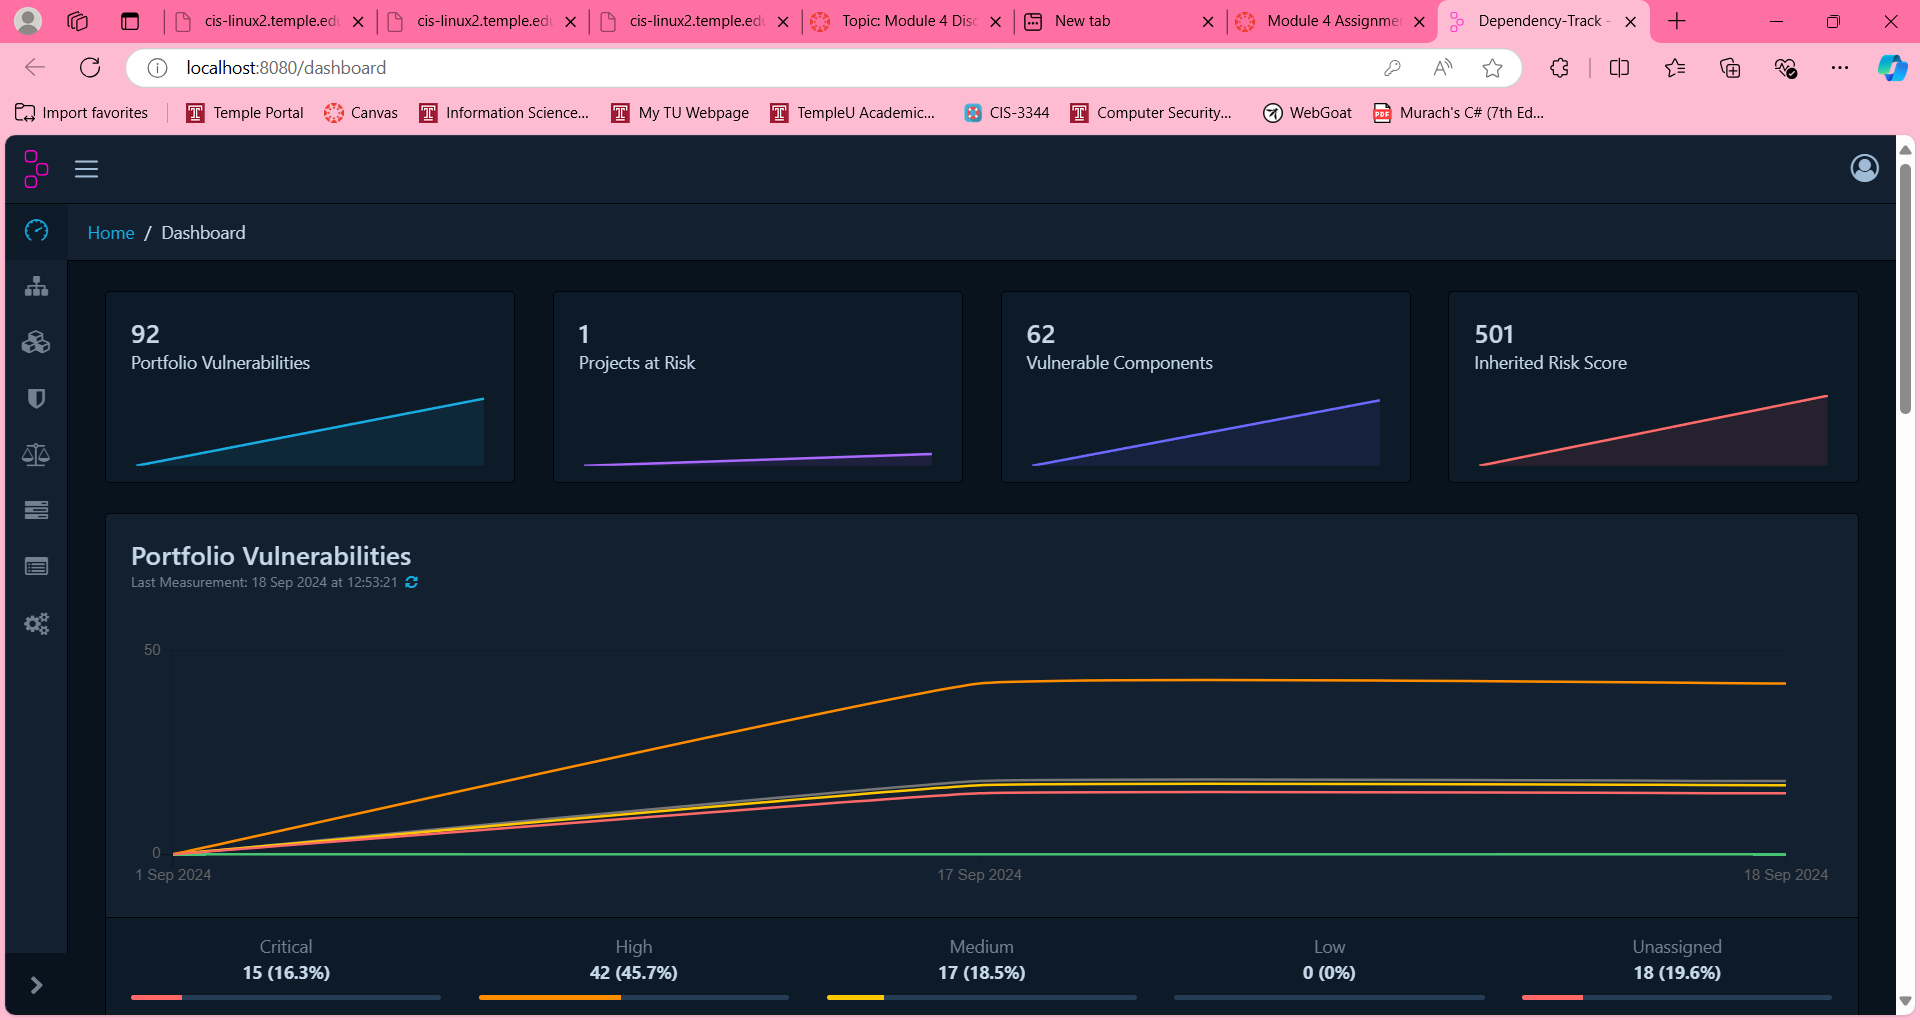 cis-linux2.temple.edu
cis-linux2.temple.edu
cis-linux2.temple.edu
Topic: Module 4 Disc
New tab
Module 4 Assignmer
Dependency-Track -
localhost:8080/dashboard
Import favorites
Temple Portal
Canvas
Information Science...
My TU Webpage
TempleU Academic...
CIS-3344
Computer Security...
WebGoat
Murach's C# (7th Ed...
Home / Dashboard
92
Portfolio Vulnerabilities
1
Projects at Risk
62
Vulnerable Components
501
Inherited Risk Score
Portfolio Vulnerabilities
Last Measurement: 18 Sep 2024 at 12:53:21
50
0
1 Sep 2024
17 Sep 2024
18 Sep 2024
Critical
15 (16.3%)
High
42 (45.7%)
Medium
17 (18.5%)
Low
0 (0%)
Unassigned
18 (19.6%)